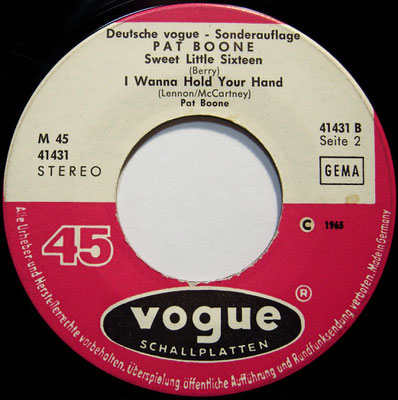 Deutsche vogue - Sonderauflage
PAT BOONE
Sweet Little Sixteen
(Berry)
I Wanna Hold Your Hand
(Lennon/McCartney)
Pat Boone
M 45
41431
STEREO
41431 B
Seite 2
GEMA
45
C 1965
vogue ®
SCHALLPLATTEN
Alle Urheber- und Herstellerrechte vorbehalten. Überspielung, öffentliche Aufführung und Rundfunksendung verboten. Made in Germany